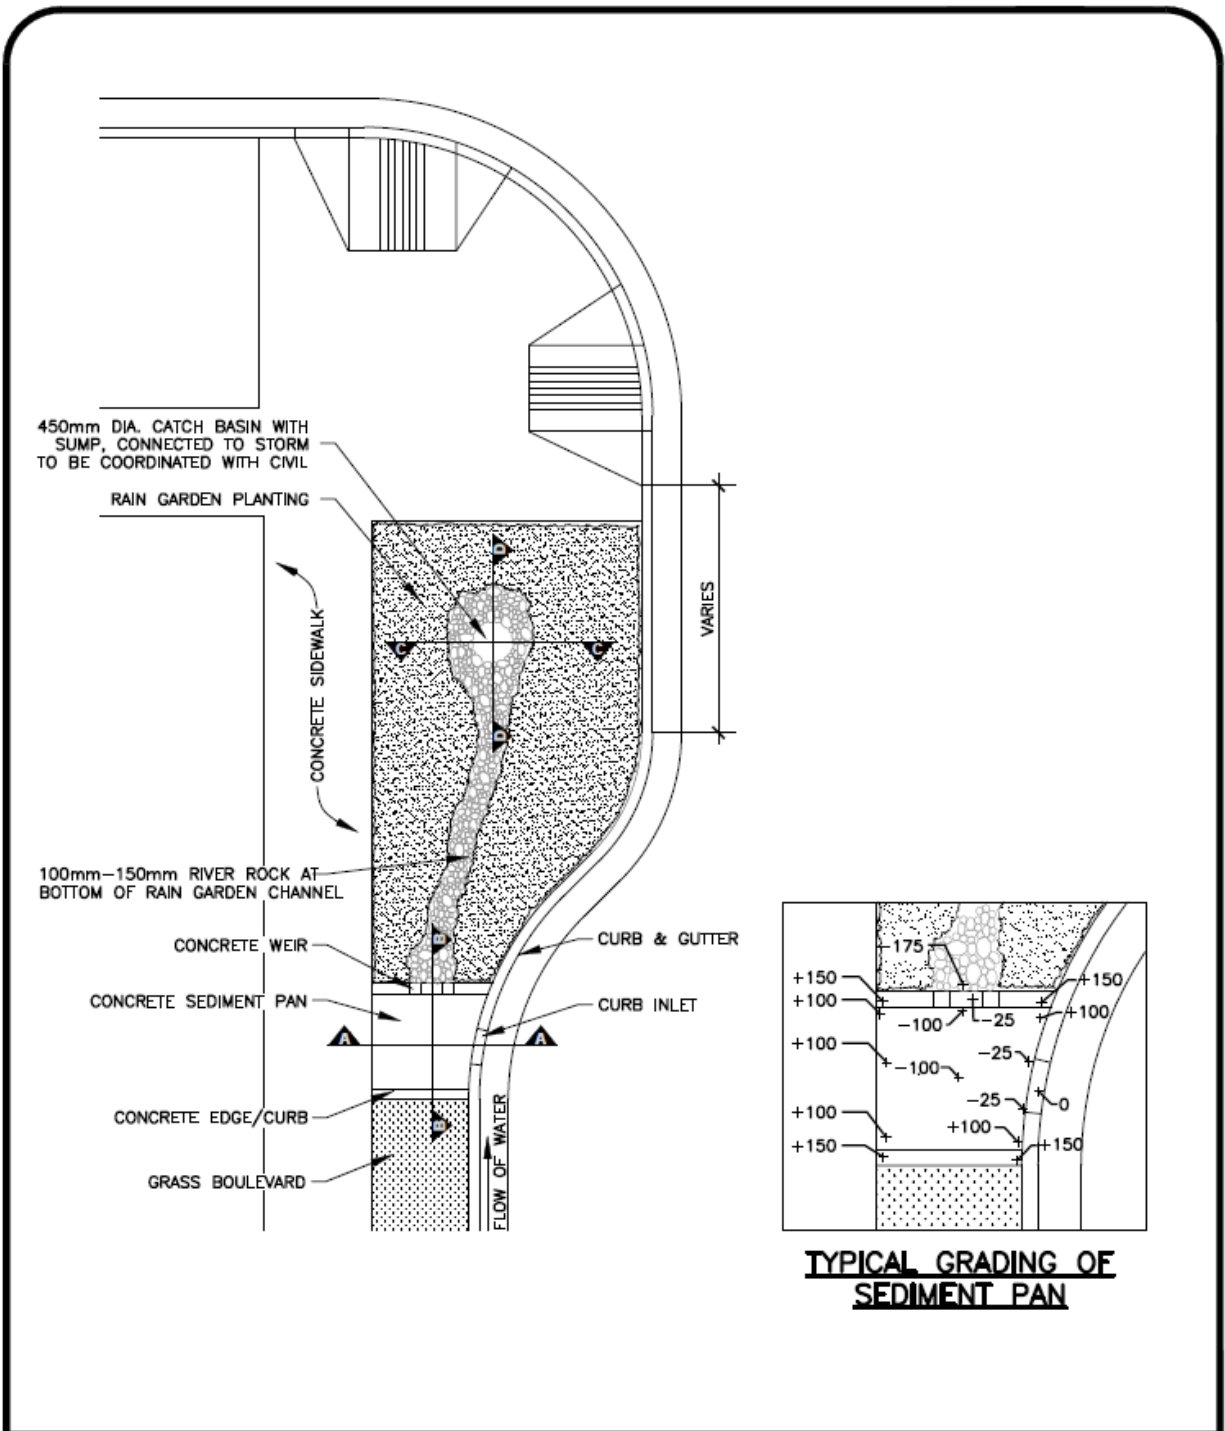 450mm DIA. CATCH BASIN WITH
SUMP, CONNECTED TO STORM
TO BE COORDINATED WITH CIVIL
RAIN GARDEN PLANTING
D
VARIES
CONCRETE SIDEWALK
C
C
D
100mm-150mm RIVER ROCK AT
BOTTOM OF RAIN GARDEN CHANNEL
CONCRETE WEIR
B
CURB & GUTTER
CONCRETE SEDIMENT PAN
CURB INLET
A
A
CONCRETE EDGE/CURB
B
GRASS BOULEVARD
FLOW OF WATER
-175
+150
+150
+100
-100
-25
+100
+100
-25
-100
-25
0
+100
+100
+150
+150
TYPICAL GRADING OF
SEDIMENT PAN